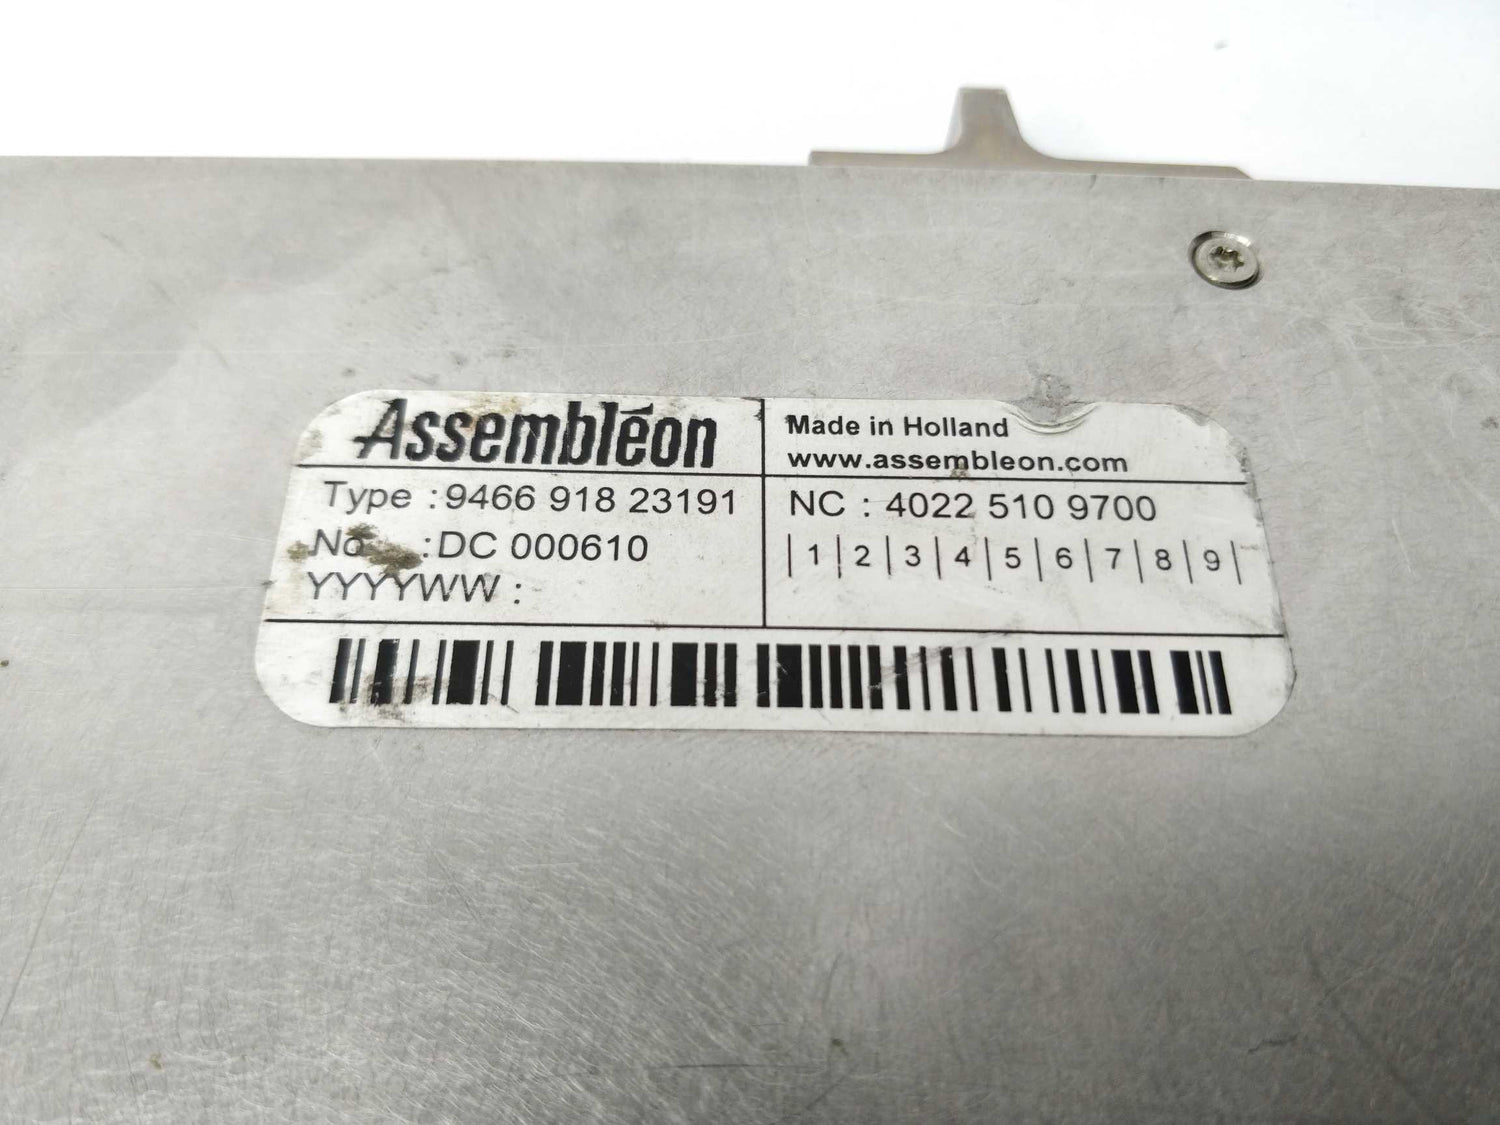 Assembléon
Made in Holland
www.assembleon.com
Type : 9466 918 23191
No : DC 000610
YYYYWW :
NC : 4022 510 9700
| 1 | 2 | 3 | 4 | 5 | 6 | 7 | 8 | 9 |